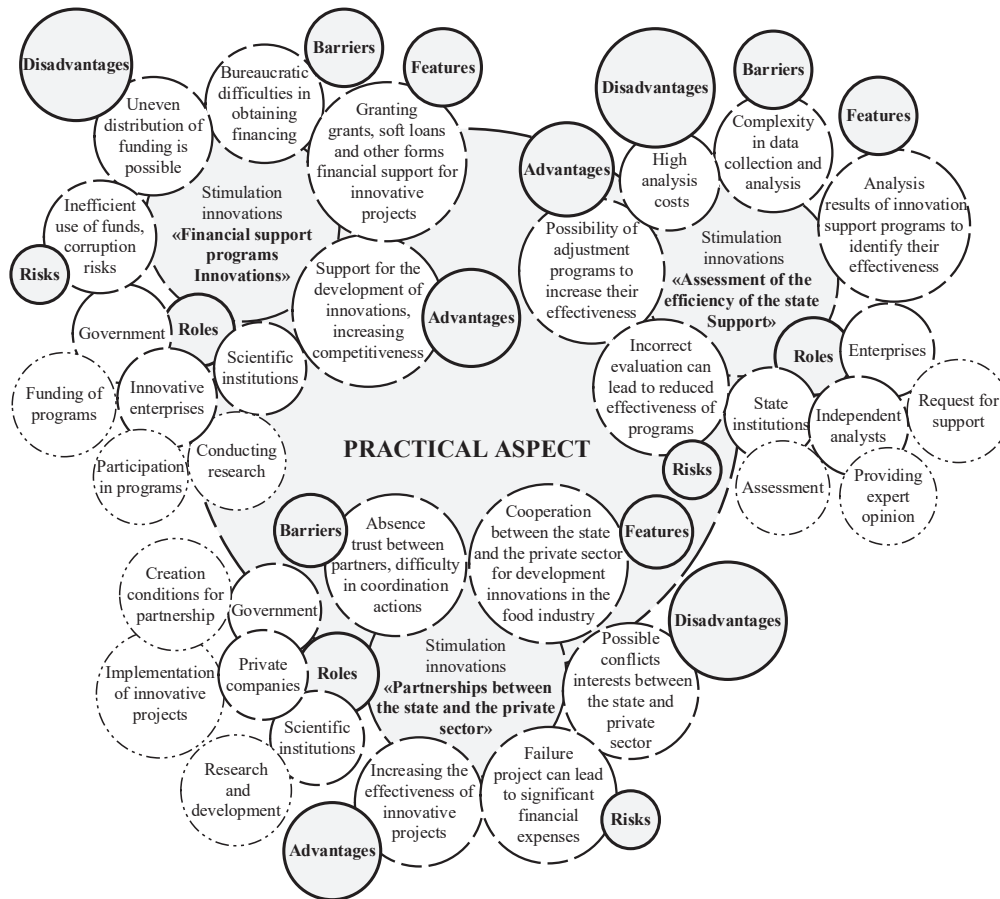 Disadvantages
Uneven
distribution of
funding is
possible
Bureaucratic
difficulties in
obtaining
financing
Barriers
Features
Granting
grants, soft loans
and other forms
financial support for
innovative
projects
Stimulation
innovations
«Financial support
programs
Innovations»
Inefficient
use of funds,
corruption
risks
Risks
Support for the
development of
innovations,
increasing
competitiveness
Advantages
Roles
Government
Innovative
enterprises
Scientific
institutions
Funding of
programs
Participation
in programs
Conducting
research
Disadvantages
High
analysis
costs
Barriers
Complexity
in data
collection and
analysis
Features
Analysis
results of innovation
support programs to
identify their
effectiveness
Advantages
Possibility of
adjustment
programs to
increase their
effectiveness
Stimulation
innovations
«Assessment of the
efficiency of the state
Support»
Incorrect
evaluation can
lead to reduced
effectiveness of
programs
Risks
Roles
Enterprises
State
institutions
Independent
analysts
Request for
support
Assessment
Providing
expert
opinion
PRACTICAL ASPECT
Barriers
Absence
trust between
partners, difficulty
in coordination
actions
Cooperation
between the state
and the private sector
for development
innovations in the
food industry
Features
Disadvantages
Possible
conflicts
interests between
the state and
private
sector
Stimulation
innovations
«Partnerships between
the state and the private
sector»
Roles
Government
Private
companies
Scientific
institutions
Creation
conditions for
partnership
Implementation
of innovative
projects
Research
and
development
Increasing the
effectiveness of
innovative
projects
Advantages
Failure
project can lead
to significant
financial
expenses
Risks